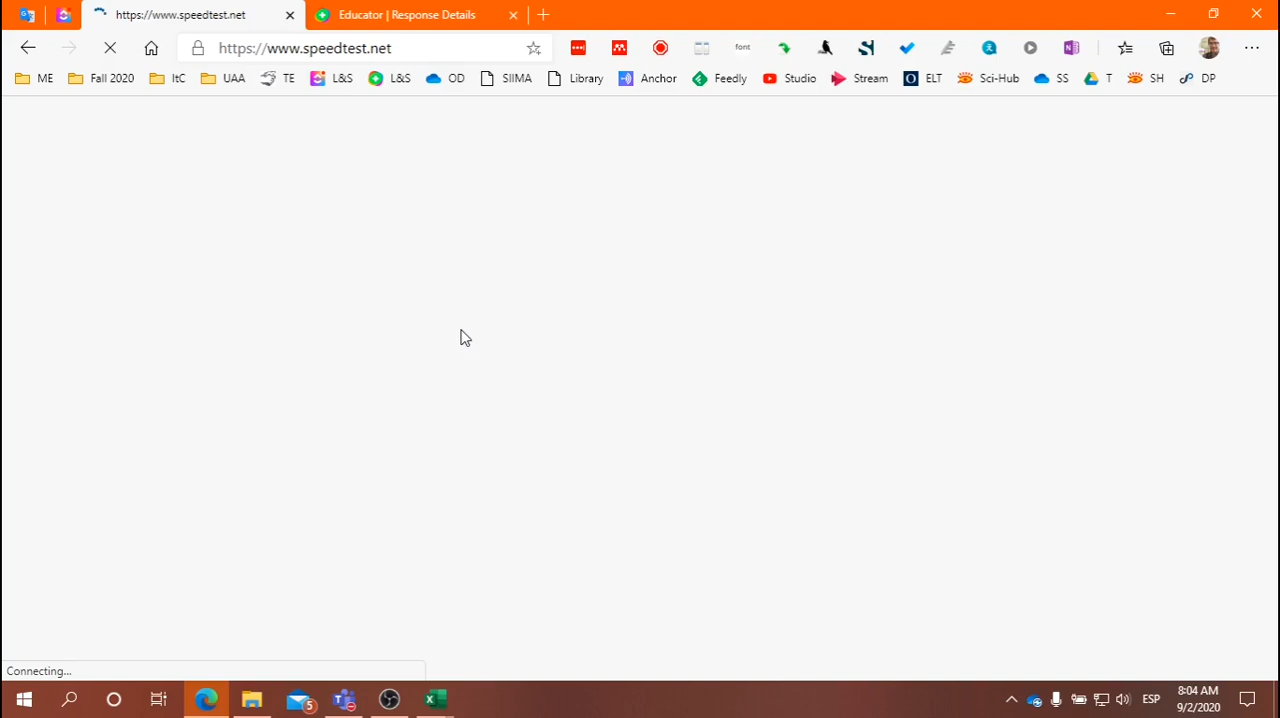 https://www.speedtest.net
Educator | Response Details
https://www.speedtest.net
font
ME Fall 2020 ItC UAA TE L&S L&S OD SIIMA Library Anchor Feedly Studio Stream ELT Sci-Hub SS T SH DP
Connecting...
5
ESP
8:04 AM
9/2/2020